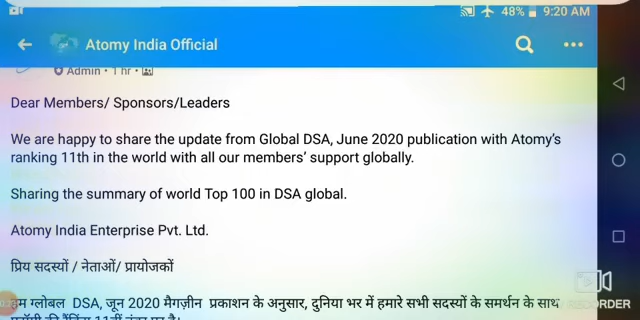 48% 9:20 AM
Atomy India Official
Admin • 1 hr •
Dear Members/ Sponsors/Leaders
We are happy to share the update from Global DSA, June 2020 publication with Atomy's
ranking 11th in the world with all our members' support globally.
Sharing the summary of world Top 100 in DSA global.
Atomy India Enterprise Pvt. Ltd.
प्रिय सदस्यों / नेताओं/ प्रायोजकों
ग्लोबल DSA, जून 2020 मैगज़ीन प्रकाशन के अनुसार, दुनिया भर में हमारे सभी सदस्यों के समर्थन के साथ
RECORDER